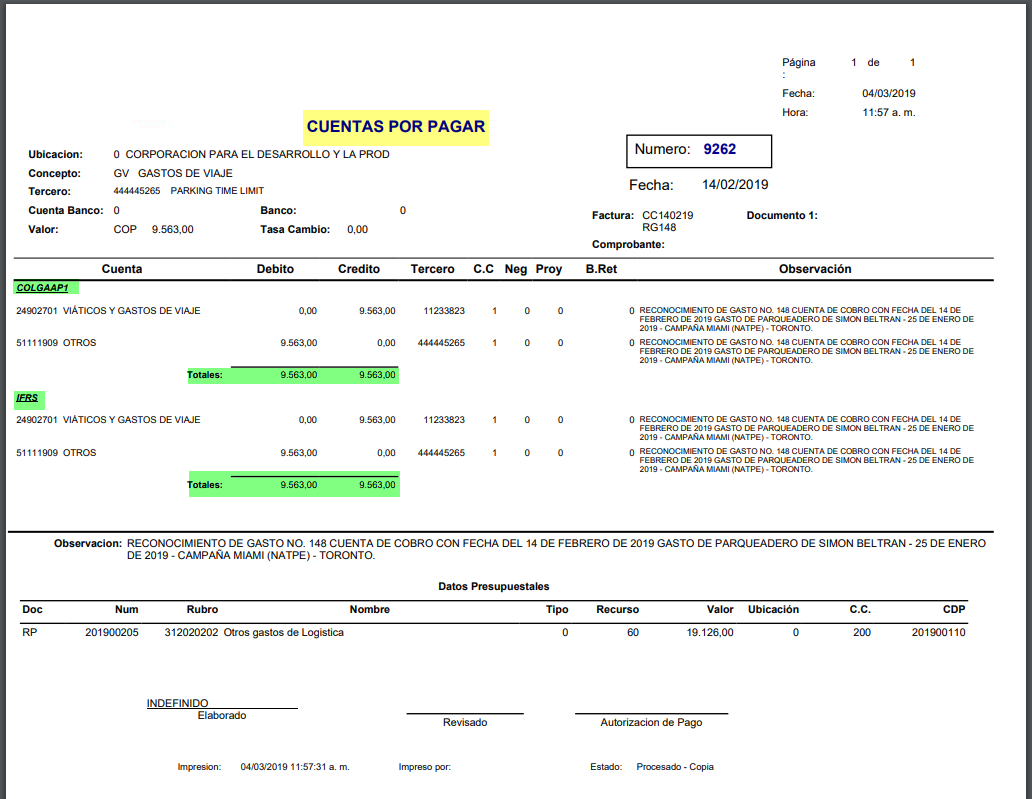 Página : 1 de 1
Fecha: 04/03/2019
Hora: 11:57 a. m.
CUENTAS POR PAGAR
Numero: 9262
Fecha: 14/02/2019
Ubicacion: 0 CORPORACION PARA EL DESARROLLO Y LA PROD
Concepto: GV GASTOS DE VIAJE
Tercero: 444445265 PARKING TIME LIMIT
Cuenta Banco: 0 Banco: 0
Valor: COP 9.563,00 Tasa Cambio: 0,00
Factura: CC140219 Documento 1:
RG148
Comprobante:
Cuenta Debito Credito Tercero C.C Neg Proy B.Ret Observación
COLGAAP1
24902701 VIÁTICOS Y GASTOS DE VIAJE 0,00 9.563,00 11233823 1 0 0 0 RECONOCIMIENTO DE GASTO NO. 148 CUENTA DE COBRO CON FECHA DEL 14 DE
FEBRERO DE 2019 GASTO DE PARQUEADERO DE SIMON BELTRAN - 25 DE ENERO DE
2019 - CAMPAÑA MIAMI (NATPE) - TORONTO.
51111909 OTROS 9.563,00 0,00 444445265 1 0 0 0 RECONOCIMIENTO DE GASTO NO. 148 CUENTA DE COBRO CON FECHA DEL 14 DE
FEBRERO DE 2019 GASTO DE PARQUEADERO DE SIMON BELTRAN - 25 DE ENERO DE
2019 - CAMPAÑA MIAMI (NATPE) - TORONTO.
Totales: 9.563,00 9.563,00
IFRS
24902701 VIÁTICOS Y GASTOS DE VIAJE 0,00 9.563,00 11233823 1 0 0 0 RECONOCIMIENTO DE GASTO NO. 148 CUENTA DE COBRO CON FECHA DEL 14 DE
FEBRERO DE 2019 GASTO DE PARQUEADERO DE SIMON BELTRAN - 25 DE ENERO DE
2019 - CAMPAÑA MIAMI (NATPE) - TORONTO.
51111909 OTROS 9.563,00 0,00 444445265 1 0 0 0 RECONOCIMIENTO DE GASTO NO. 148 CUENTA DE COBRO CON FECHA DEL 14 DE
FEBRERO DE 2019 GASTO DE PARQUEADERO DE SIMON BELTRAN - 25 DE ENERO DE
2019 - CAMPAÑA MIAMI (NATPE) - TORONTO.
Totales: 9.563,00 9.563,00
Observacion: RECONOCIMIENTO DE GASTO NO. 148 CUENTA DE COBRO CON FECHA DEL 14 DE FEBRERO DE 2019 GASTO DE PARQUEADERO DE SIMON BELTRAN - 25 DE ENERO
DE 2019 - CAMPAÑA MIAMI (NATPE) - TORONTO.
Datos Presupuestales
Doc Num Rubro Nombre Tipo Recurso Valor Ubicación C.C. CDP
RP 201900205 312020202 Otros gastos de Logistica 0 60 19.126,00 0 200 201900110
INDEFINIDO
Elaborado
Revisado
Autorizacion de Pago
Impresion: 04/03/2019 11:57:31 a. m. Impreso por: Estado: Procesado - Copia